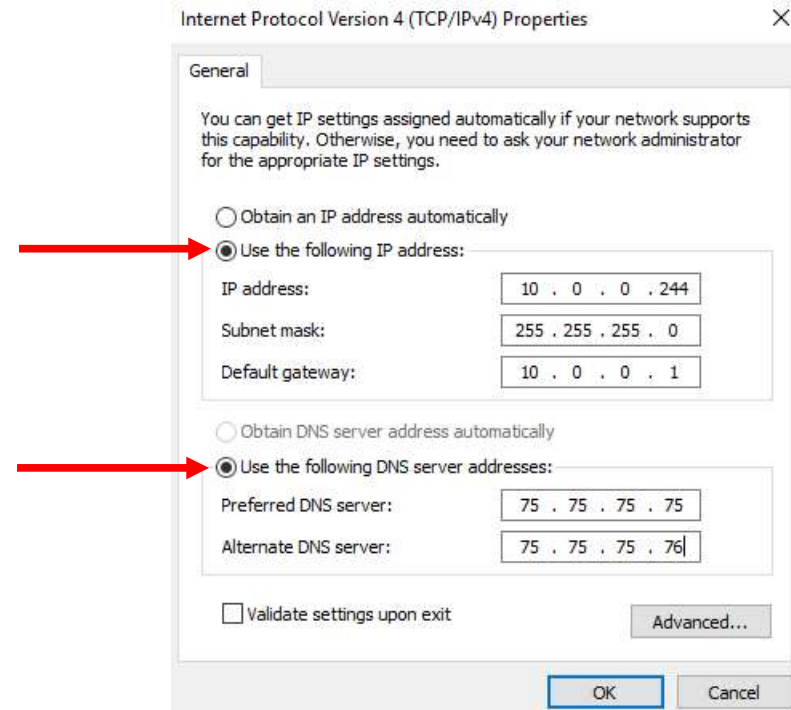 Internet Protocol Version 4 (TCP/IPv4) Properties
General
You can get IP settings assigned automatically if your network supports
this capability. Otherwise, you need to ask your network administrator
for the appropriate IP settings.
Obtain an IP address automatically
Use the following IP address:
IP address: 10 . 0 . 0 . 244
Subnet mask: 255 . 255 . 255 . 0
Default gateway: 10 . 0 . 0 . 1
Obtain DNS server address automatically
Use the following DNS server addresses:
Preferred DNS server: 75 . 75 . 75 . 75
Alternate DNS server: 75 . 75 . 75 . 76
Validate settings upon exit
Advanced...
OK Cancel